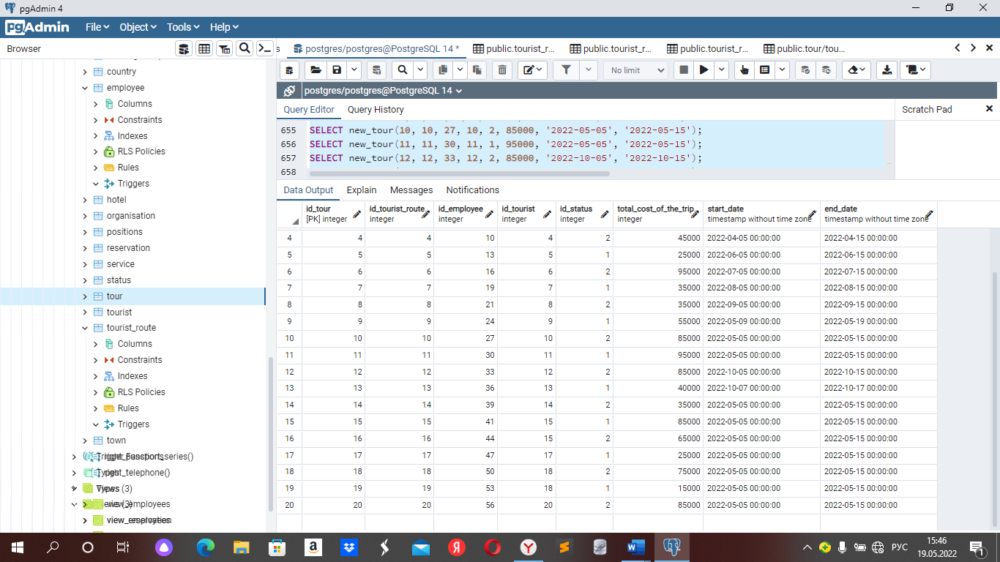 pgAdmin 4
pgAdmin File Object Tools Help
Browser
postgres/postgres@PostgreSQL 14 * public.tourist_r... public.tourist_r... public.tourist_r... public.tour/tou...
No limit
postgres/postgres@PostgreSQL 14
Query Editor Query History
Scratch Pad
655 SELECT new_tour(10, 10, 27, 10, 2, 85000, '2022-05-05', '2022-05-15');
656 SELECT new_tour(11, 11, 30, 11, 1, 95000, '2022-05-05', '2022-05-15');
657 SELECT new_tour(12, 12, 33, 12, 2, 85000, '2022-10-05', '2022-10-15');
658
Data Output Explain Messages Notifications
id_tour id_tourist_route id_employee id_tourist id_status total_cost_of_the_trip start_date end_date
[PK] integer integer integer integer integer integer timestamp without time zone timestamp without time zone
4 4 4 10 4 2 45000 2022-04-05 00:00:00 2022-04-15 00:00:00
5 5 5 13 5 1 25000 2022-06-05 00:00:00 2022-06-15 00:00:00
6 6 6 16 6 2 95000 2022-07-05 00:00:00 2022-07-15 00:00:00
7 7 7 19 7 1 35000 2022-08-05 00:00:00 2022-08-15 00:00:00
8 8 8 21 8 2 35000 2022-09-05 00:00:00 2022-09-15 00:00:00
9 9 9 24 9 1 55000 2022-05-09 00:00:00 2022-05-19 00:00:00
10 10 10 27 10 2 85000 2022-05-05 00:00:00 2022-05-15 00:00:00
11 11 11 30 11 1 95000 2022-05-05 00:00:00 2022-05-15 00:00:00
12 12 12 33 12 2 85000 2022-10-05 00:00:00 2022-10-15 00:00:00
13 13 13 36 13 1 40000 2022-10-07 00:00:00 2022-10-17 00:00:00
14 14 14 39 14 2 35000 2022-05-05 00:00:00 2022-05-15 00:00:00
15 15 15 41 15 1 85000 2022-05-05 00:00:00 2022-05-15 00:00:00
16 16 16 44 15 2 65000 2022-05-05 00:00:00 2022-05-15 00:00:00
17 17 17 47 17 1 25000 2022-05-05 00:00:00 2022-05-15 00:00:00
18 18 18 50 18 2 75000 2022-05-05 00:00:00 2022-05-15 00:00:00
19 19 19 53 18 1 15000 2022-05-05 00:00:00 2022-05-15 00:00:00
20 20 20 56 20 2 85000 2022-05-05 00:00:00 2022-05-15 00:00:00
country
employee
Columns
Constraints
Indexes
RLS Policies
Rules
Triggers
hotel
organisation
positions
reservation
service
status
tour
tourist
tourist_route
Columns
Constraints
Indexes
RLS Policies
Rules
Triggers
town
РУС
15:46
19.05.2022
1